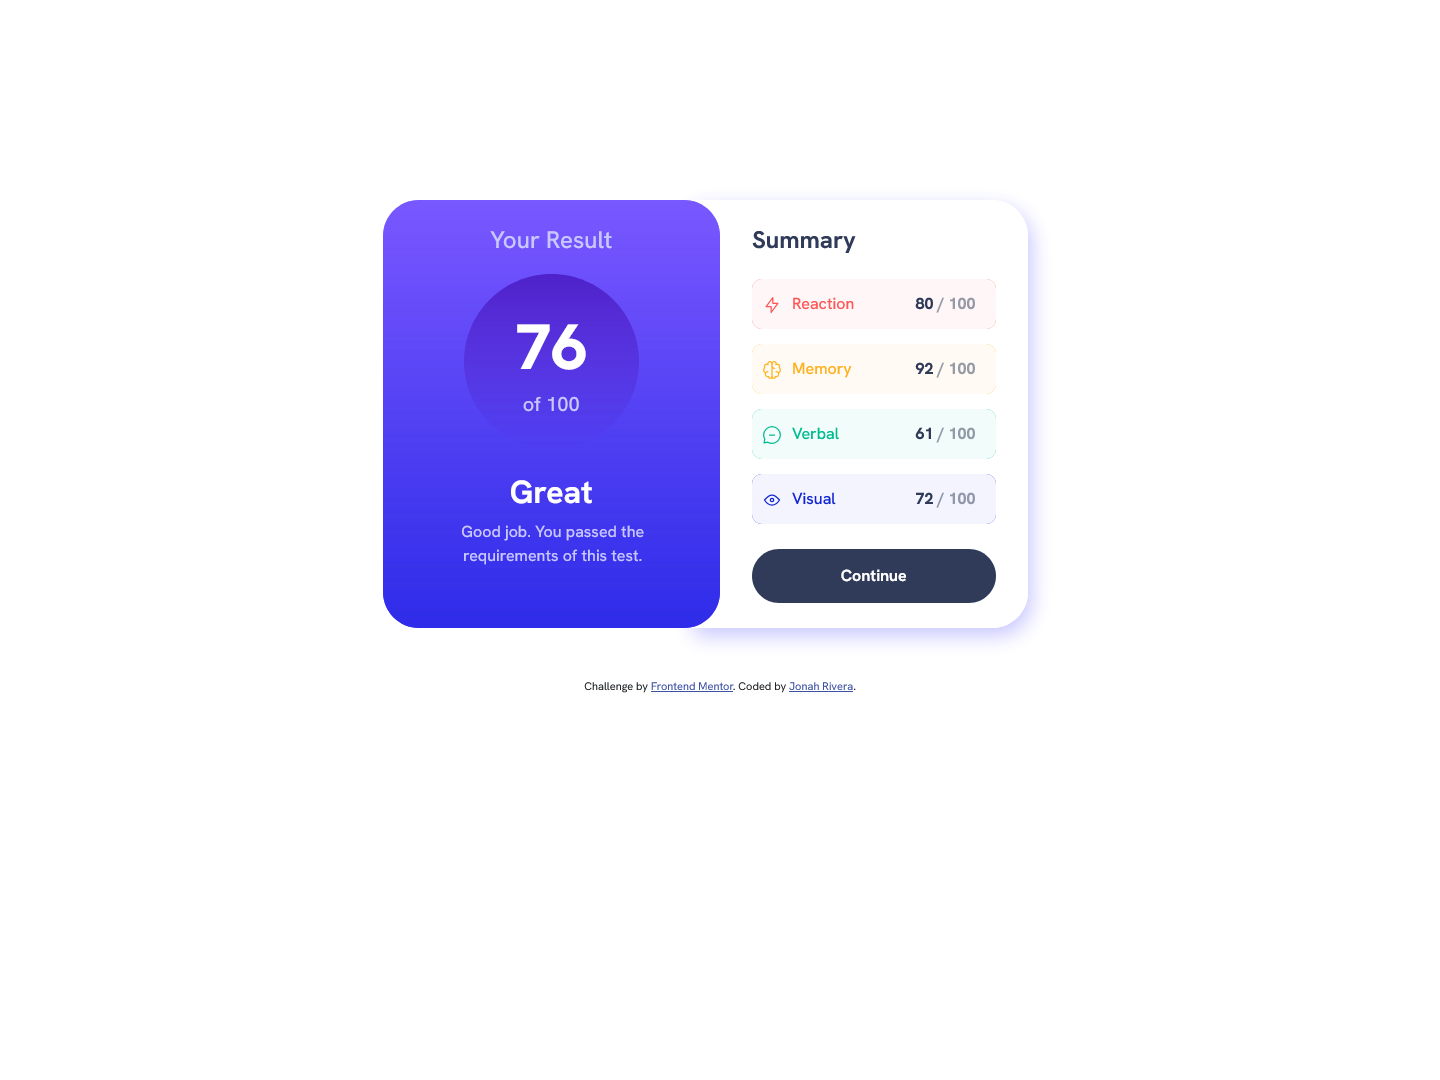 Your Result
76
of 100
Great
Good job. You passed the
requirements of this test.
Summary
Reaction 80 / 100
Memory 92 / 100
Verbal 61 / 100
Visual 72 / 100
Continue
Challenge by Frontend Mentor. Coded by Jonah Rivera.